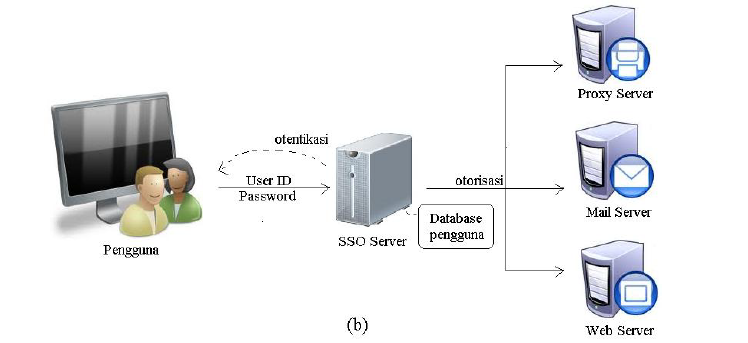 Proxy Server
otentikasi
User ID
Password
otorisasi
Database
pengguna
Mail Server
Pengguna
SSO Server
Web Server
(b)